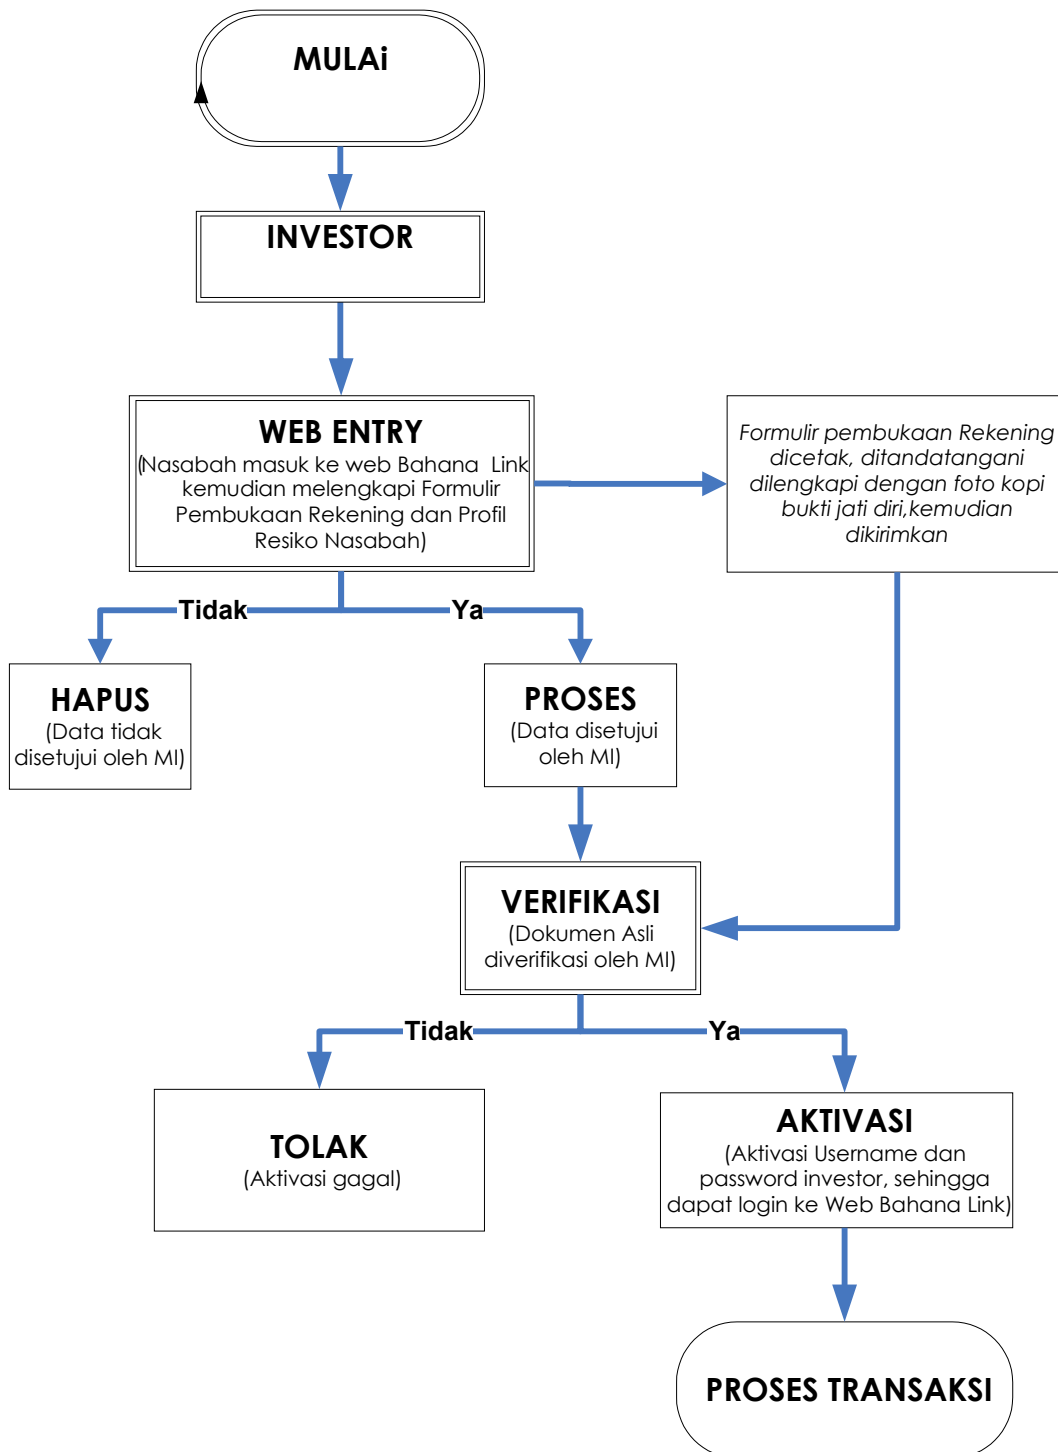 MULAi
INVESTOR
WEB ENTRY
(Nasabah masuk ke web Bahana Link
kemudian melengkapi Formulir
Pembukaan Rekening dan Profil
Resiko Nasabah)
Formulir pembukaan Rekening
dicetak, ditandatangani
dilengkapi dengan foto kopi
bukti jati diri,kemudian
dikirimkan
Tidak
Ya
HAPUS
(Data tidak
disetujui oleh MI)
PROSES
(Data disetujui
oleh MI)
VERIFIKASI
(Dokumen Asli
diverifikasi oleh MI)
Tidak
Ya
TOLAK
(Aktivasi gagal)
AKTIVASI
(Aktivasi Username dan
password investor, sehingga
dapat login ke Web Bahana Link)
PROSES TRANSAKSI